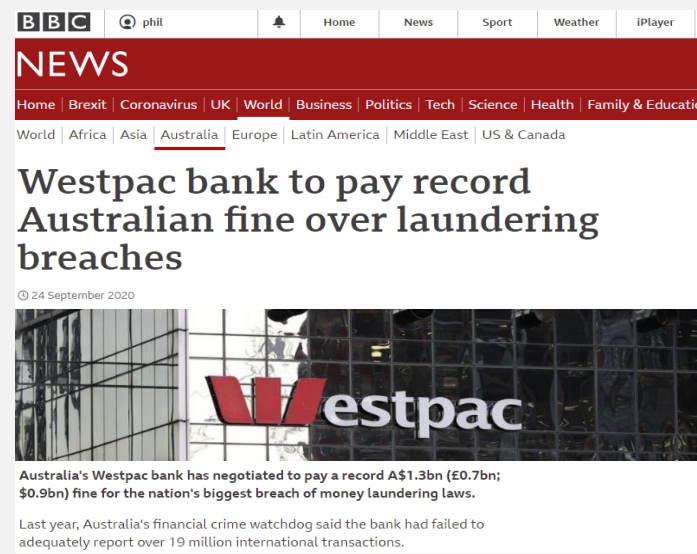 BBC phil Home News Sport Weather iPlayer
NEWS
Home Brexit Coronavirus UK World Business Politics Tech Science Health Family & Educati
World Africa Asia Australia Europe Latin America Middle East US & Canada
Westpac bank to pay record
Australian fine over laundering
breaches
24 September 2020
Westpac
Australia's Westpac bank has negotiated to pay a record A$1.3bn (£0.7bn;
$0.9bn) fine for the nation's biggest breach of money laundering laws.
Last year, Australia's financial crime watchdog said the bank had failed to
adequately report over 19 million international transactions.